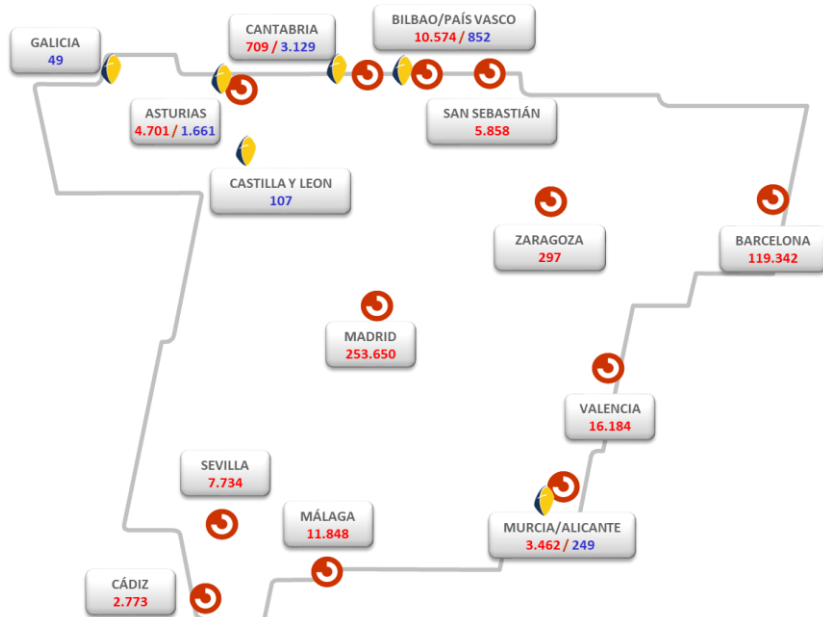 BILBAO/PAÍS VASCO
10.574 / 852
CANTABRIA
709 / 3.129
GALICIA
49
ASTURIAS
4.701 / 1.661
SAN SEBASTIÁN
5.858
CASTILLA Y LEON
107
ZARAGOZA
297
BARCELONA
119.342
MADRID
253.650
VALENCIA
16.184
SEVILLA
7.734
MÁLAGA
11.848
MURCIA/ALICANTE
3.462 / 249
CÁDIZ
2.773